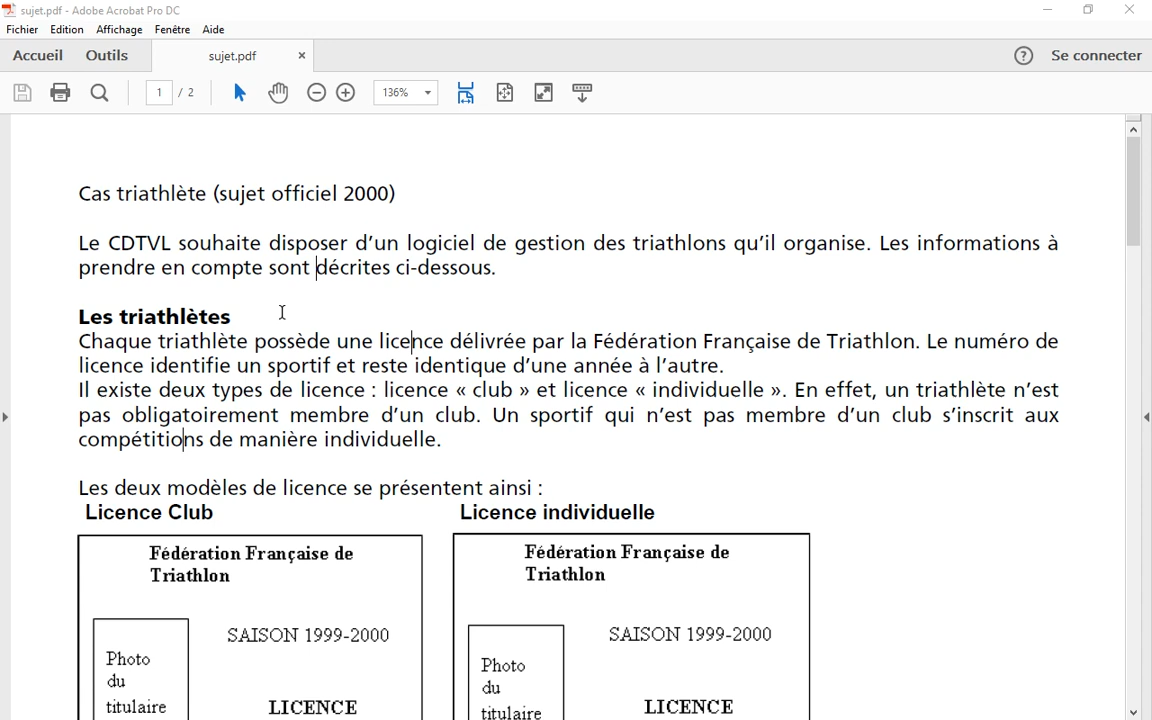 sujet.pdf - Adobe Acrobat Pro DC
Fichier Edition Affichage Fenêtre Aide
Accueil Outils sujet.pdf × ? Se connecter
1 / 2 136%
Cas triathlète (sujet officiel 2000)
Le CDTVL souhaite disposer d’un logiciel de gestion des triathlons qu’il organise. Les informations à
prendre en compte sont décrites ci-dessous.
Les triathlètes
Chaque triathlète possède une licence délivrée par la Fédération Française de Triathlon. Le numéro de
licence identifie un sportif et reste identique d’une année à l’autre.
Il existe deux types de licence : licence « club » et licence « individuelle ». En effet, un triathlète n’est
pas obligatoirement membre d’un club. Un sportif qui n’est pas membre d’un club s’inscrit aux
compétitions de manière individuelle.
Les deux modèles de licence se présentent ainsi :
Licence Club
Fédération Française de
Triathlon
SAISON 1999-2000
Photo
du
titulaire
LICENCE
Licence individuelle
Fédération Française de
Triathlon
SAISON 1999-2000
Photo
du
titulaire
LICENCE